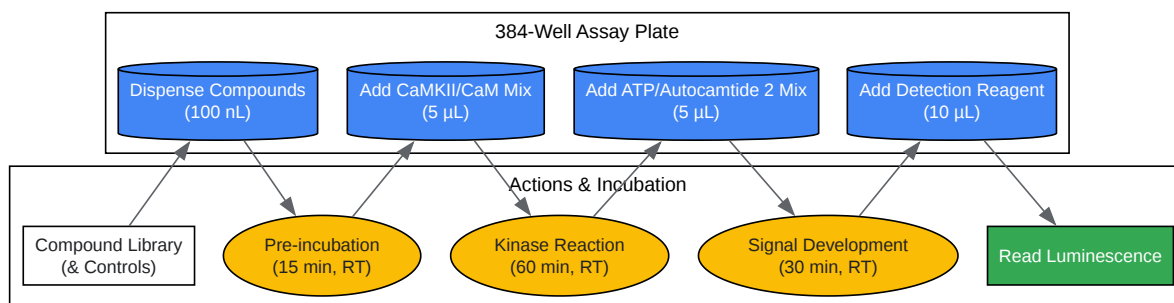 384-Well Assay Plate
Dispense Compounds
(100 nL)
Add CaMKII/CaM Mix
(5 µL)
Add ATP/Autocamtide 2 Mix
(5 µL)
Add Detection Reagent
(10 µL)
Actions & Incubation
Compound Library
(& Controls)
Pre-incubation
(15 min, RT)
Kinase Reaction
(60 min, RT)
Signal Development
(30 min, RT)
Read Luminescence